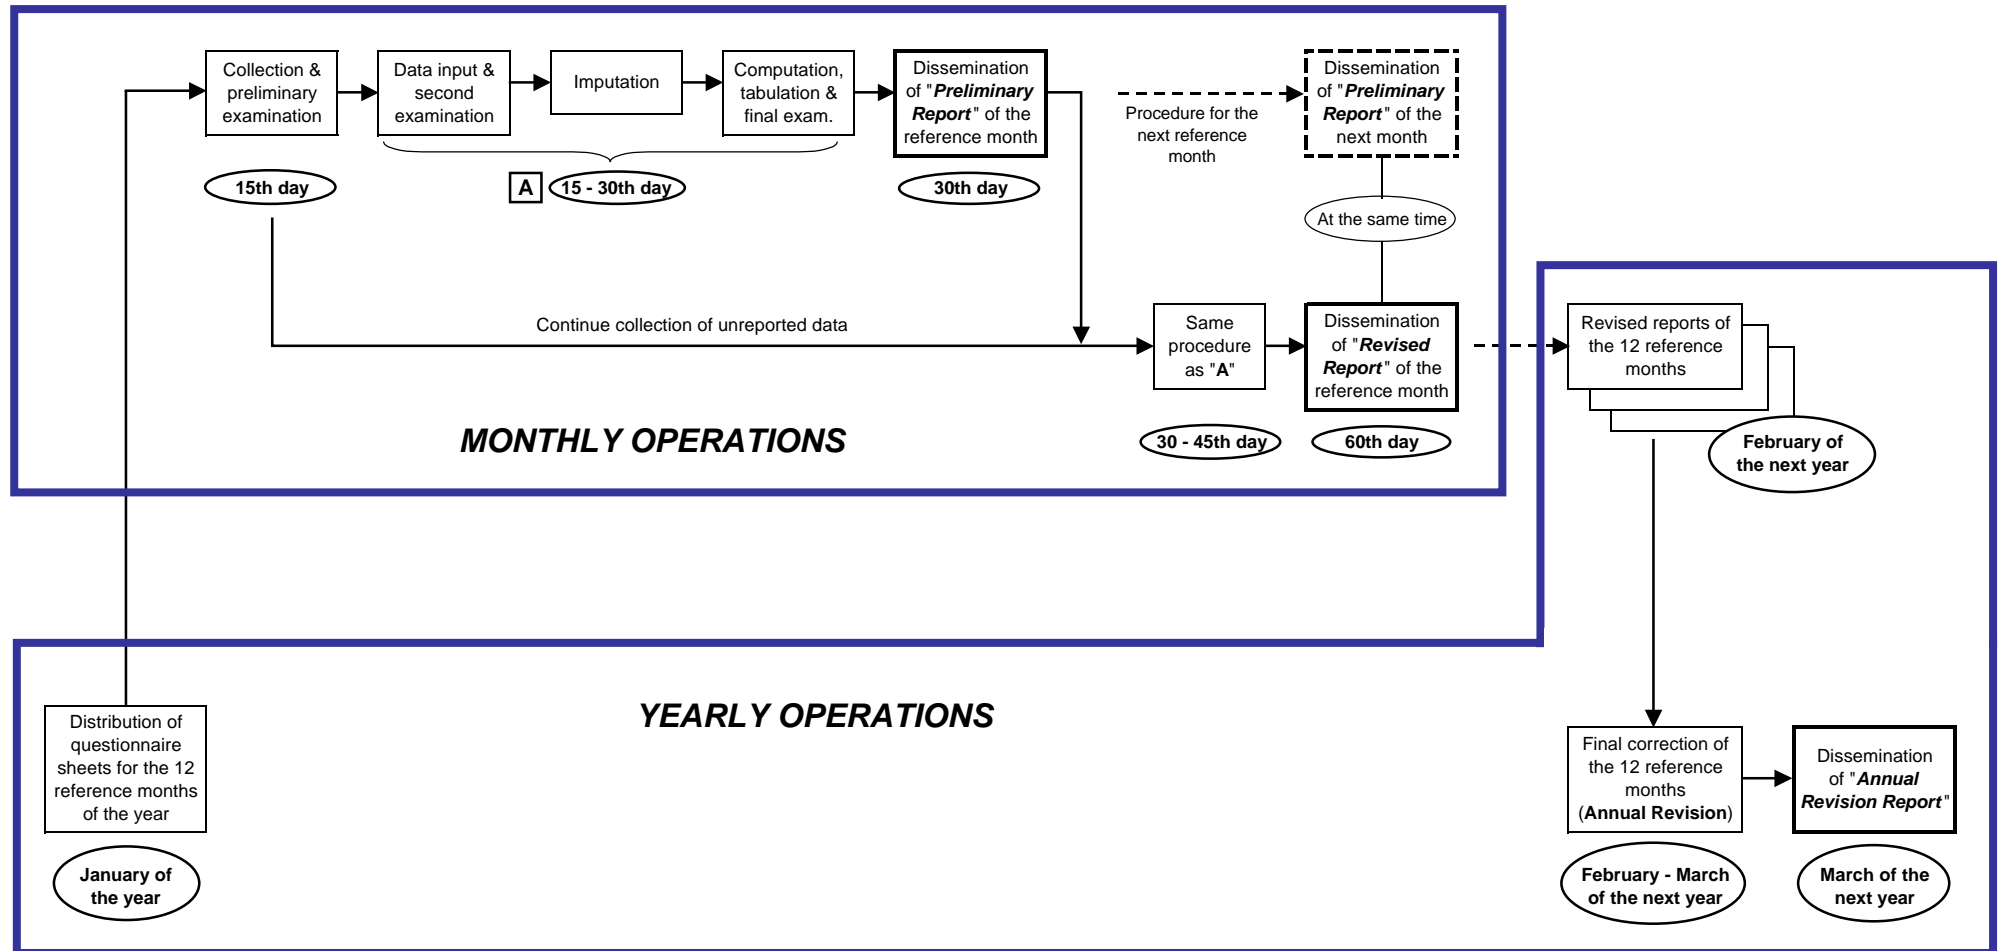 Collection &
preliminary
examination
Data input &
second
examination
Imputation
Computation,
tabulation &
final exam.
Dissemination
of "Preliminary
Report" of the
reference month
Procedure for the
next reference
month
Dissemination
of "Preliminary
Report" of the
next month
15th day
A
15 - 30th day
30th day
At the same time
Continue collection of unreported data
Same
procedure
as "A"
Dissemination
of "Revised
Report" of the
reference month
Revised reports of
the 12 reference
months
MONTHLY OPERATIONS
30 - 45th day
60th day
February of
the next year
YEARLY OPERATIONS
Distribution of
questionnaire
sheets for the 12
reference months
of the year
Final correction of
the 12 reference
months
(Annual Revision)
Dissemination
of "Annual
Revision Report"
January of
the year
February - March
of the next year
March of the
next year